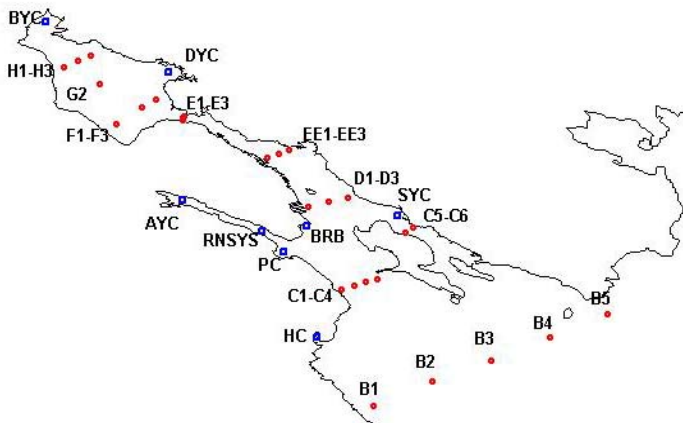 BYC
DYC
H1-H3
G2
E1-E3
F1-F3
EE1-EE3
D1-D3
SYC
AYC
C5-C6
RNSYS
BRB
PC
C1-C4
B5
HC
B4
B3
B2
B1